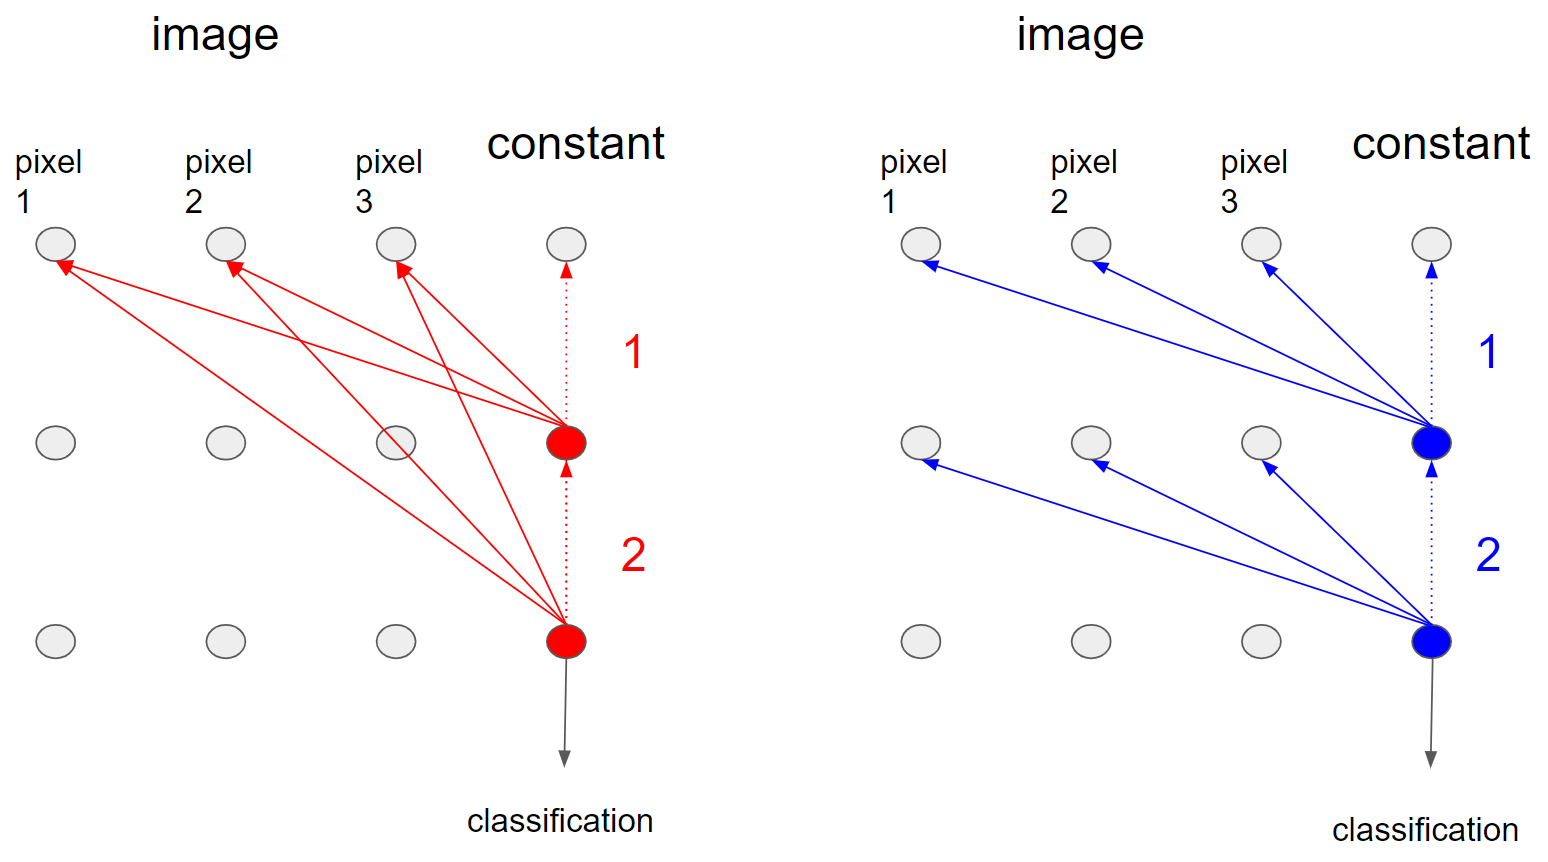 image
image
constant
constant
pixel
1
pixel
2
pixel
3
pixel
1
pixel
2
pixel
3
1
1
2
2
classification
classification